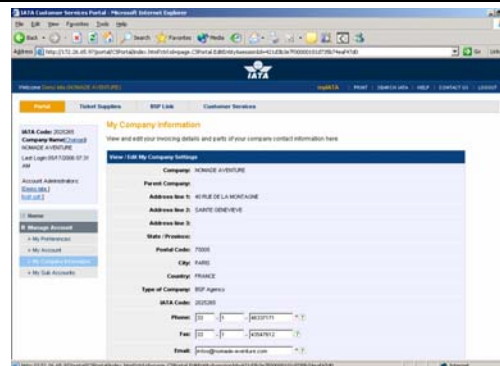 IATA Customer Services Portal - Microsoft Internet Explorer
File Edit View Favorites Tools Help
Back
Search Favorites Media
Address
Go
IATA
Welcome
myIATA | PRINT | SEARCH IATA | HELP | CONTACT US | LOGOUT
Portal
Ticket Supplies
BSP Link
Customer Services
IATA Code: 2020285
Company Name(Change)
NOMADE AVENTURE
Last Login:
AM
Account Administrators:
Home
Manage Account
My Preferences
My Account
My Company Information
My Sub Accounts
My Company Information
View and edit your invoicing details and parts of your company contact information here.
View / Edit My Company Settings
Company: NOMADE AVENTURE
Parent Company:
Address line 1: 40 RUE DE LA MONTAGNE
Address line 2: SAINTE GENEVIEVE
Address line 3:
State / Province:
Postal Code: 75005
City: PARIS
Country: FRANCE
Type of Company: BSP Agency
IATA Code:
Phone: 33 - 1 -
Fax: 33 - 1 - 43547612
Email: infos@nomade-aventure.com
Internet